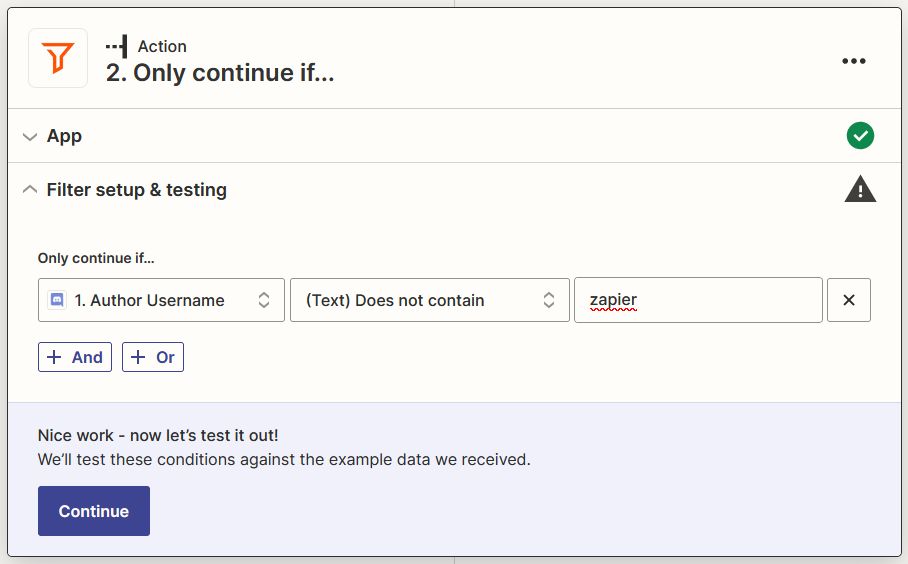 Action
2. Only continue if...
App
Filter setup & testing
Only continue if...
1. Author Username (Text) Does not contain zapier
And Or
Nice work - now let's test it out!
We'll test these conditions against the example data we received.
Continue